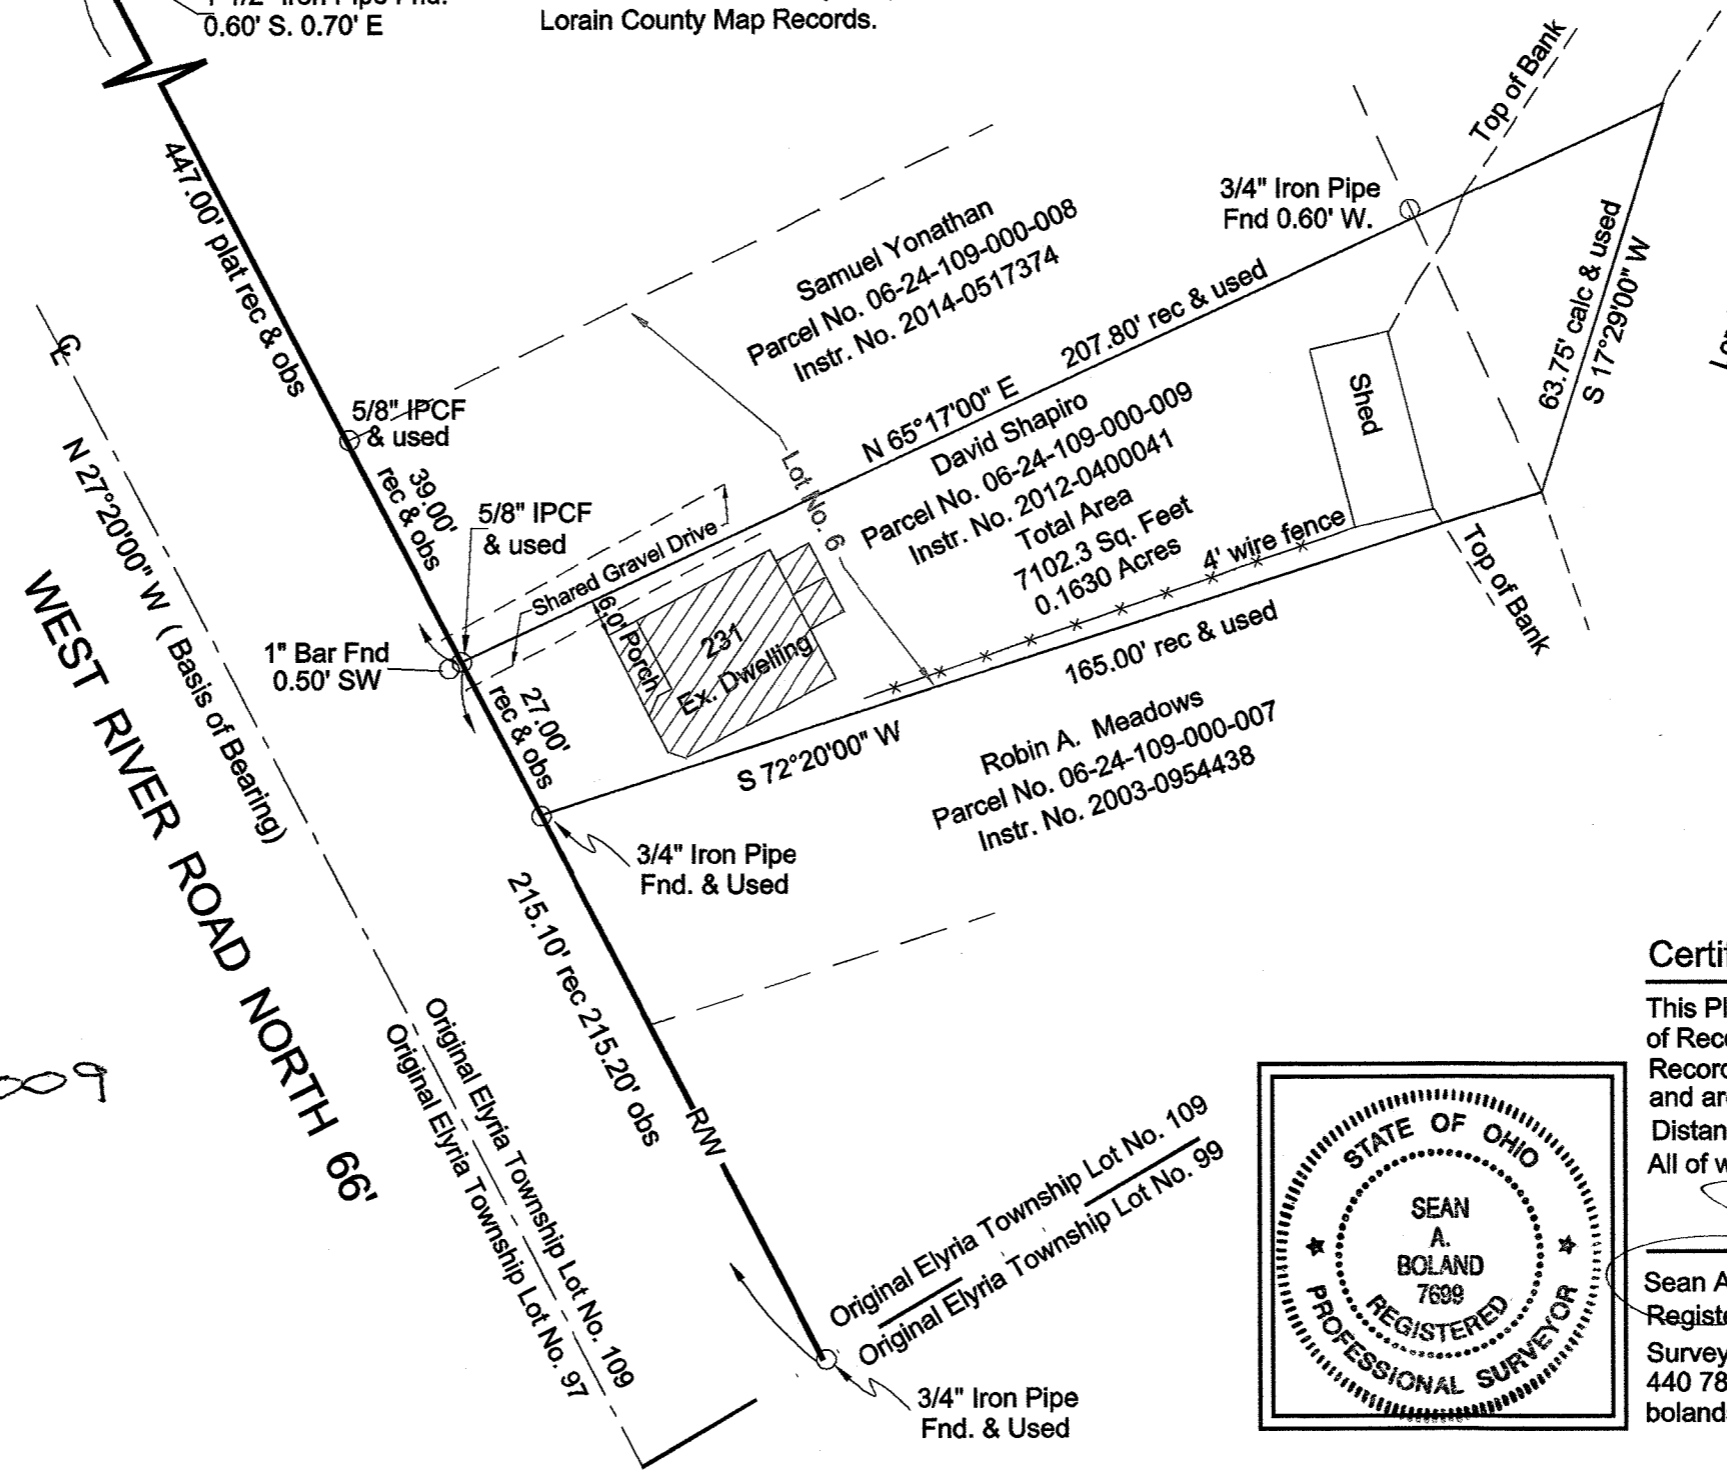 0.60' S. 0.70' E
Lorain County Map Records.
Top of Bank
447.00' plat rec & obs
Samuel Yonathan
Parcel No. 06-24-109-000-008
Instr. No. 2014-0517374
3/4" Iron Pipe
Fnd 0.60' W.
207.80' rec & used
N 65°17'00" E
63.75' calc & used
S 17°29'00" W
Shed
David Shapiro
Parcel No. 06-24-109-000-009
Instr. No. 2012-0400041
Total Area
7102.3 Sq. Feet
0.1630 Acres
4' wire fence
Top of Bank
CL
N 27°20'00" W ( Basis of Bearing)
5/8" IPCF
& used
39.00'
rec & obs
5/8" IPCF
& used
Lot No. 6
Shared Gravel Drive
6.0'
Porch
231
Ex. Dwelling
1" Bar Fnd
0.50' SW
27.00'
rec & obs
165.00' rec & used
S 72°20'00" W
Robin A. Meadows
Parcel No. 06-24-109-000-007
Instr. No. 2003-0954438
3/4" Iron Pipe
Fnd. & Used
WEST RIVER ROAD NORTH 66'
215.10' rec 215.20' obs
R/W
Original Elyria Township Lot No. 109
Original Elyria Township Lot No. 97
Original Elyria Township Lot No. 109
Original Elyria Township Lot No. 99
3/4" Iron Pipe
Fnd. & Used
STATE OF OHIO
SEAN
A.
BOLAND
7699
REGISTERED
PROFESSIONAL SURVEYOR
This
of
and
All of
Sean A
440 78